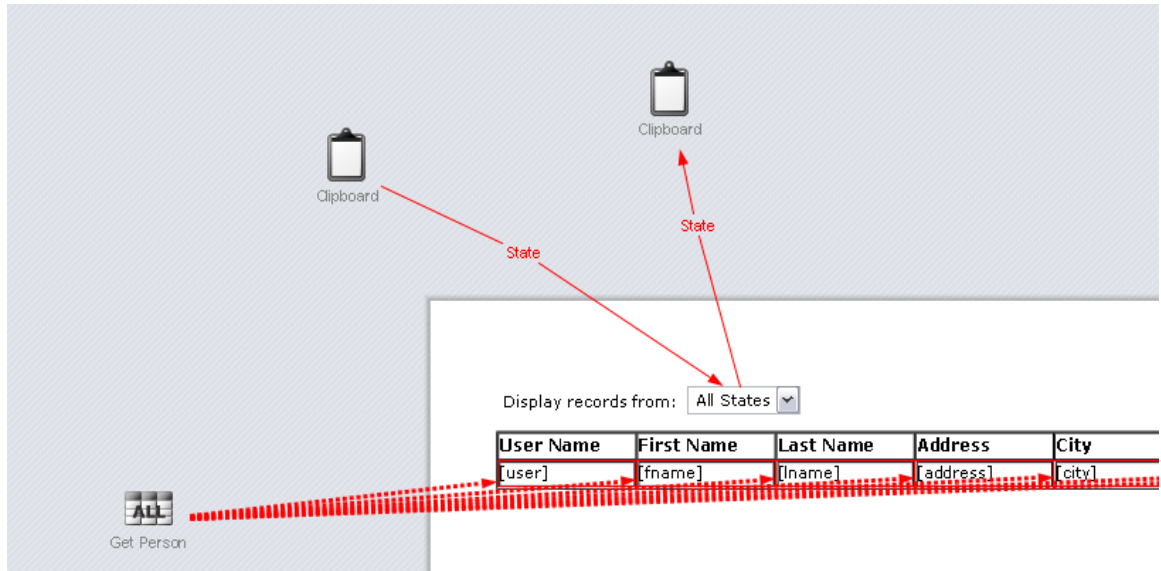 Clipboard
Clipboard
State
State
Display records from: All States
User Name First Name Last Name Address City
[user] [fname] [lname] [address] [city]
ALL
Get Person